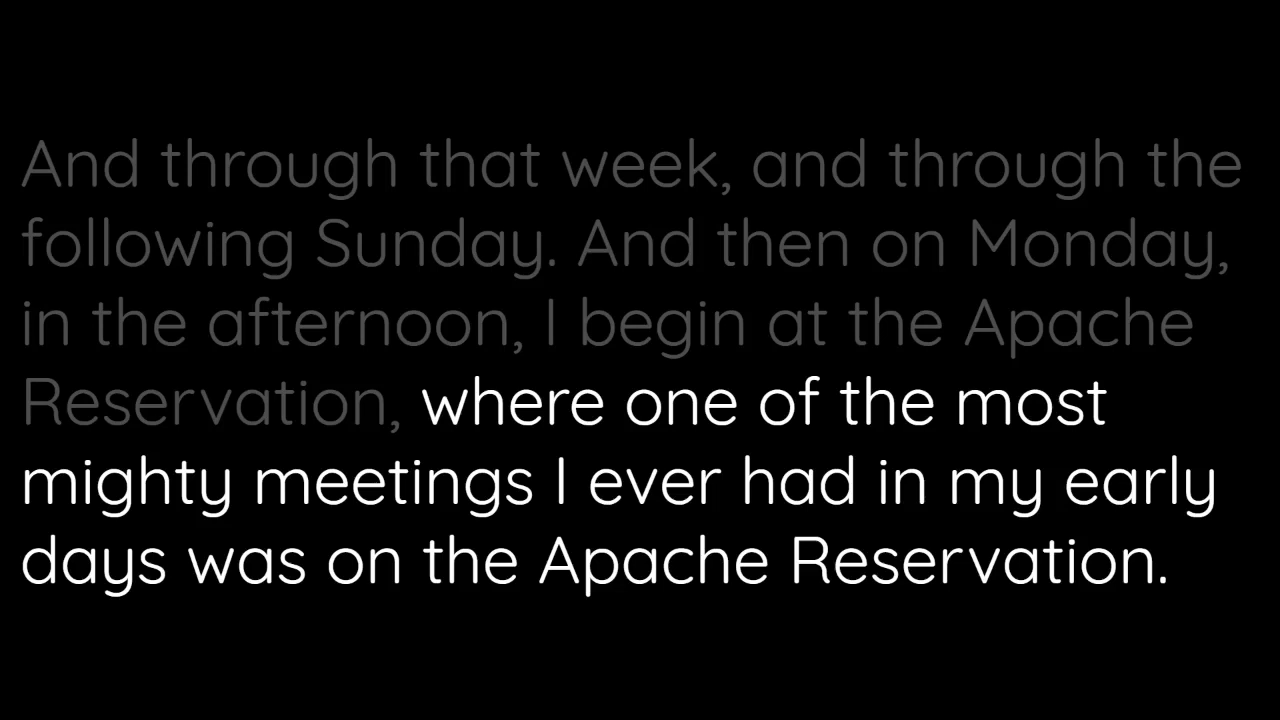 And through that week, and through the
following Sunday. And then on Monday,
in the afternoon, I begin at the Apache
Reservation, where one of the most
mighty meetings I ever had in my early
days was on the Apache Reservation.